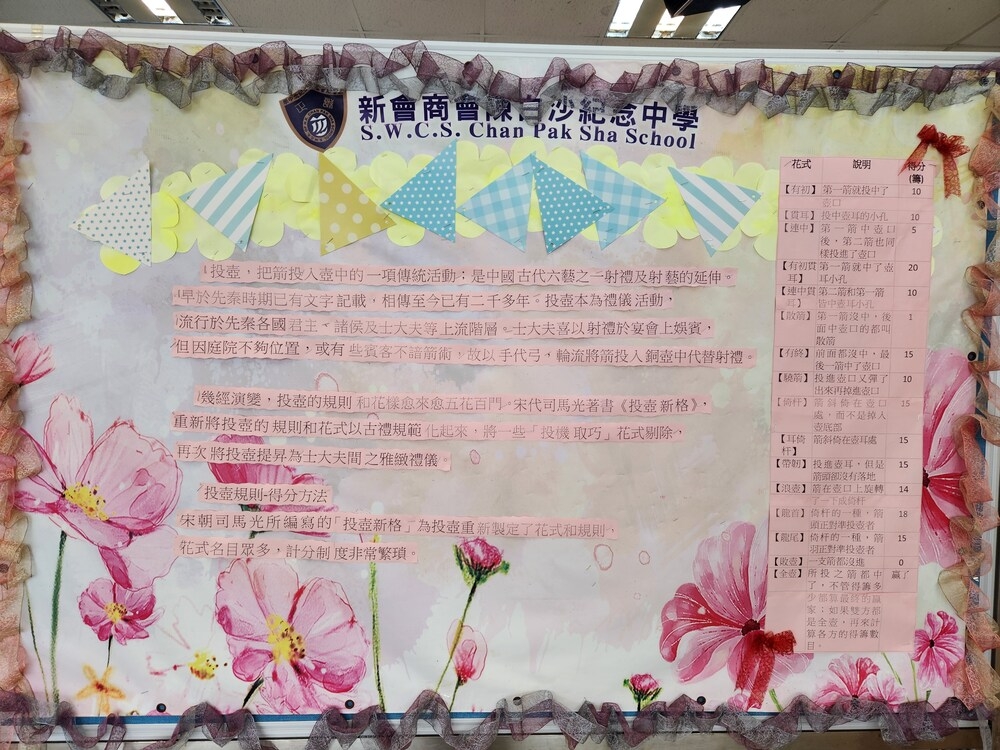 新會商會陳白沙紀念中學
S.W.C.S. Chan Pak Sha School
投壺，把箭投入壺中的一項傳統活動；是中國古代六藝之一射禮及射藝的延伸。
早於先秦時期已有文字記載，相傳至今已有二千多年。投壺本為禮儀活動，
流行於先秦各國君主、諸侯及士大夫等上流階層。士大夫喜以射禮於宴會上娛賓，
但因庭院不夠位置，或有些賓客不諳箭術，故以手代弓，輪流將箭投入銅壺中代替射禮。
幾經演變，投壺的規則和花樣愈來愈五花百門。宋代司馬光著書《投壺新格》，
重新將投壺的規則和花式以古禮規範化起來，將一些「投機取巧」花式剔除，
再次將投壺提昇為士大夫間之雅緻禮儀。
投壺規則-得分方法
宋朝司馬光所編寫的「投壺新格」為投壺重新製定了花式和規則，
花式名目眾多，計分制度非常繁瑣。
花式 說明 得分
(籌)
【有初】 第一箭就投中了 10
壺口
【貫耳】 投中壺耳的小孔 10
【連中】 第一箭中壺口 5
後，第二箭也同
樣投進了壺口
【有初貫 第一箭就中了壺 20
耳】 耳小孔
【連中貫 第二箭和第一箭 10
耳】 皆中壺耳小孔
【散箭】 第一箭沒中，後 1
面中壺口的都叫
散箭
【有終】 前面都沒中，最 15
後一箭中了壺口
【驍箭】 投進壺口又彈了 10
出來再掉進壺口
【倚杆】 箭斜倚在壺口 15
處，而不是掉入
壺底部
【耳倚 箭斜倚在壺耳處 15
杆】
【帶劍】 投進壺耳，但是 15
箭頭卻沒有落地
【浪壺】 箭在壺口上旋轉 14
了一下成倚杆
【龍首】 倚杆的一種，箭 18
頭正對準投壺者
【龍尾】 倚杆的一種，箭 15
羽正對準投壺者
【敗壺】 一支箭都沒進 0
【全壺】 所投之箭都中 贏了
了，不管得籌多
少都算最終的贏
家；如果雙方都
是全壺，再來計
算各方的得籌數
目。